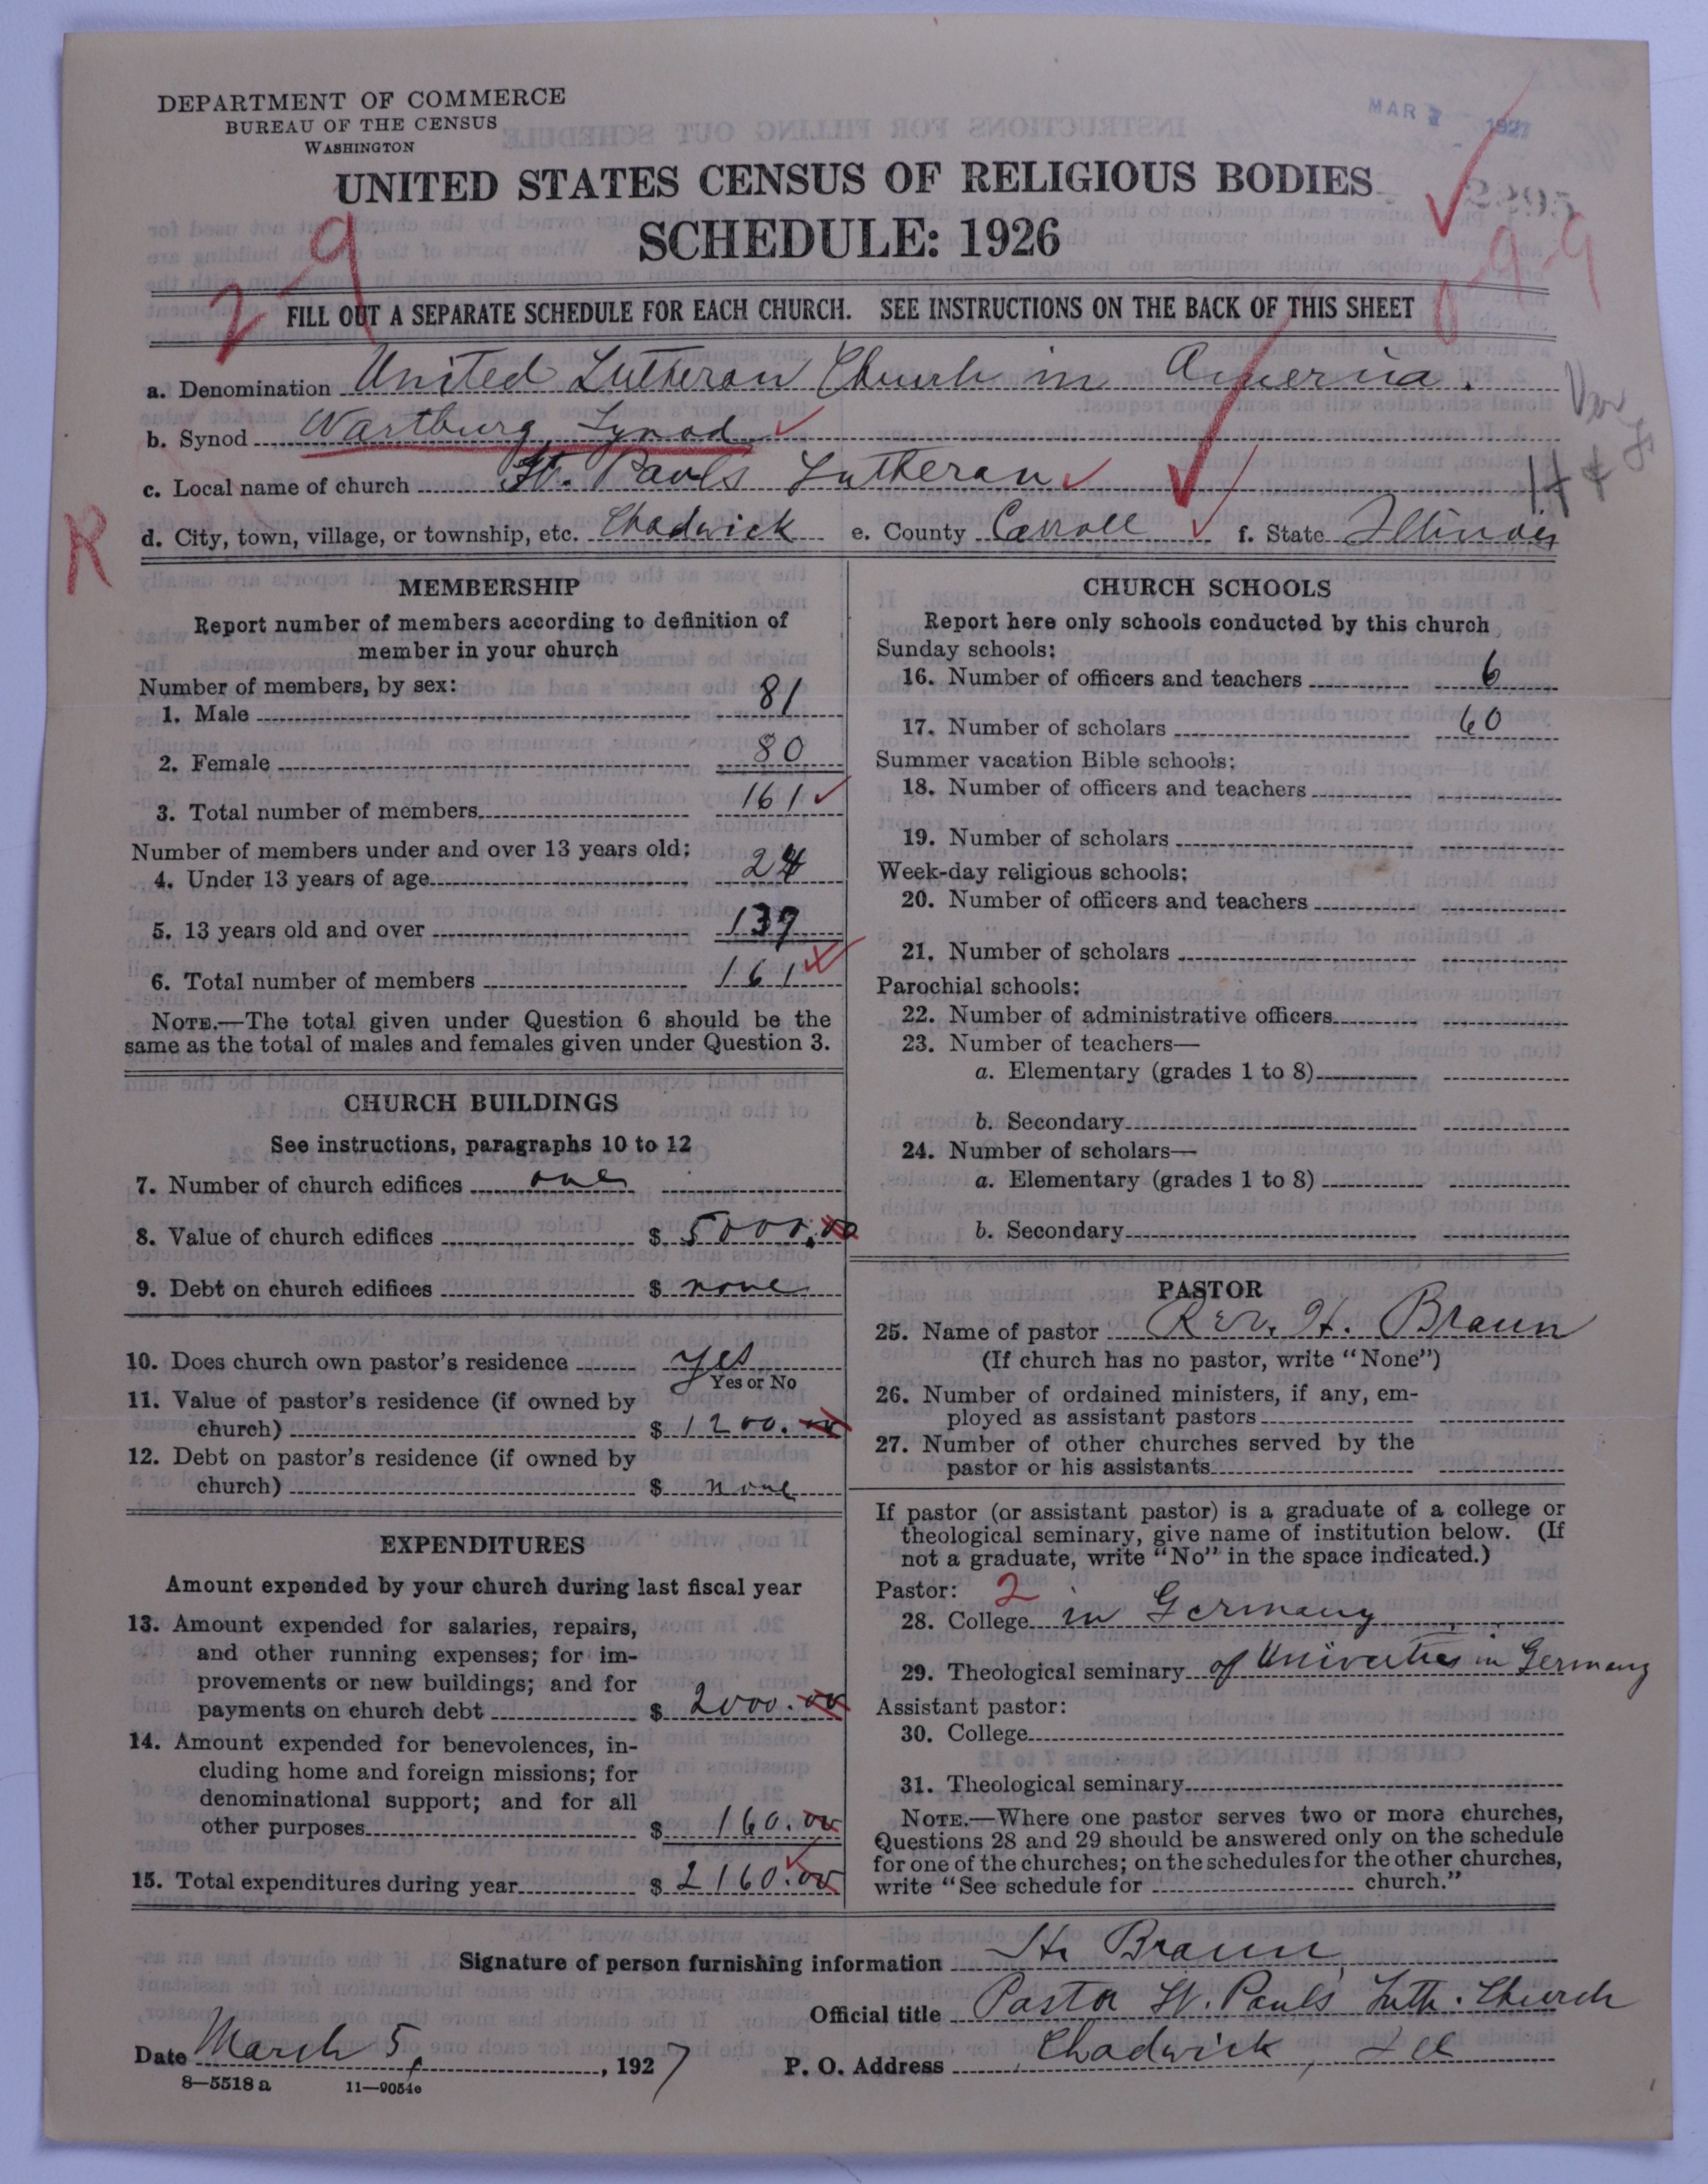 DEPARTMENT OF COMMERCE
BUREAU OF THE CENSUS
WASHINGTON
MAR 7 1927
UNITED STATES CENSUS OF RELIGIOUS BODIES
SCHEDULE: 1926
2 9
0-9-9
FILL OUT A SEPARATE SCHEDULE FOR EACH CHURCH. SEE INSTRUCTIONS ON THE BACK OF THIS SHEET
a. Denomination United Lutheran Church in America.
b. Synod Wartburg Synod
c. Local name of church St. Pauls Lutheran
R
d. City, town, village, or township, etc. Chadwick e. County Carroll f. State Illinois
MEMBERSHIP
Report number of members according to definition of
member in your church
Number of members, by sex:
1. Male 81
2. Female 80
3. Total number of members 161
Number of members under and over 13 years old:
4. Under 13 years of age 24
5. 13 years old and over 137
6. Total number of members 161
NOTE.—The total given under Question 6 should be the
same as the total of males and females given under Question 3.
CHURCH BUILDINGS
See instructions, paragraphs 10 to 12
7. Number of church edifices one
8. Value of church edifices $ 5000.00
9. Debt on church edifices $ none
10. Does church own pastor's residence yes
Yes or No
11. Value of pastor's residence (if owned by
church) $ 1200.00
12. Debt on pastor's residence (if owned by
church) $ none
EXPENDITURES
Amount expended by your church during last fiscal year
13. Amount expended for salaries, repairs,
and other running expenses; for im-
provements or new buildings; and for
payments on church debt $ 2000.00
14. Amount expended for benevolences, in-
cluding home and foreign missions; for
denominational support; and for all
other purposes $ 160.00
15. Total expenditures during year $ 2160.00
CHURCH SCHOOLS
Report here only schools conducted by this church
Sunday schools:
16. Number of officers and teachers 6
17. Number of scholars 60
Summer vacation Bible schools:
18. Number of officers and teachers
19. Number of scholars
Week-day religious schools:
20. Number of officers and teachers
21. Number of scholars
Parochial schools:
22. Number of administrative officers
23. Number of teachers—
a. Elementary (grades 1 to 8)
b. Secondary
24. Number of scholars—
a. Elementary (grades 1 to 8)
b. Secondary
PASTOR
25. Name of pastor Rev. H. Braun
(If church has no pastor, write "None")
26. Number of ordained ministers, if any, em-
ployed as assistant pastors
27. Number of other churches served by the
pastor or his assistants
If pastor (or assistant pastor) is a graduate of a college or
theological seminary, give name of institution below. (If
not a graduate, write "No" in the space indicated.)
Pastor: 2
28. College in Germany
29. Theological seminary of Univerties in Germany
Assistant pastor:
30. College
31. Theological seminary
NOTE.—Where one pastor serves two or more churches,
Questions 28 and 29 should be answered only on the schedule
for one of the churches; on the schedules for the other churches,
write "See schedule for church."
Signature of person furnishing information H. Braun
Official title Pastor St. Pauls Luth. Church
Date March 5, 1927 P. O. Address Chadwick, Ill
8—5518 a 11—9054e